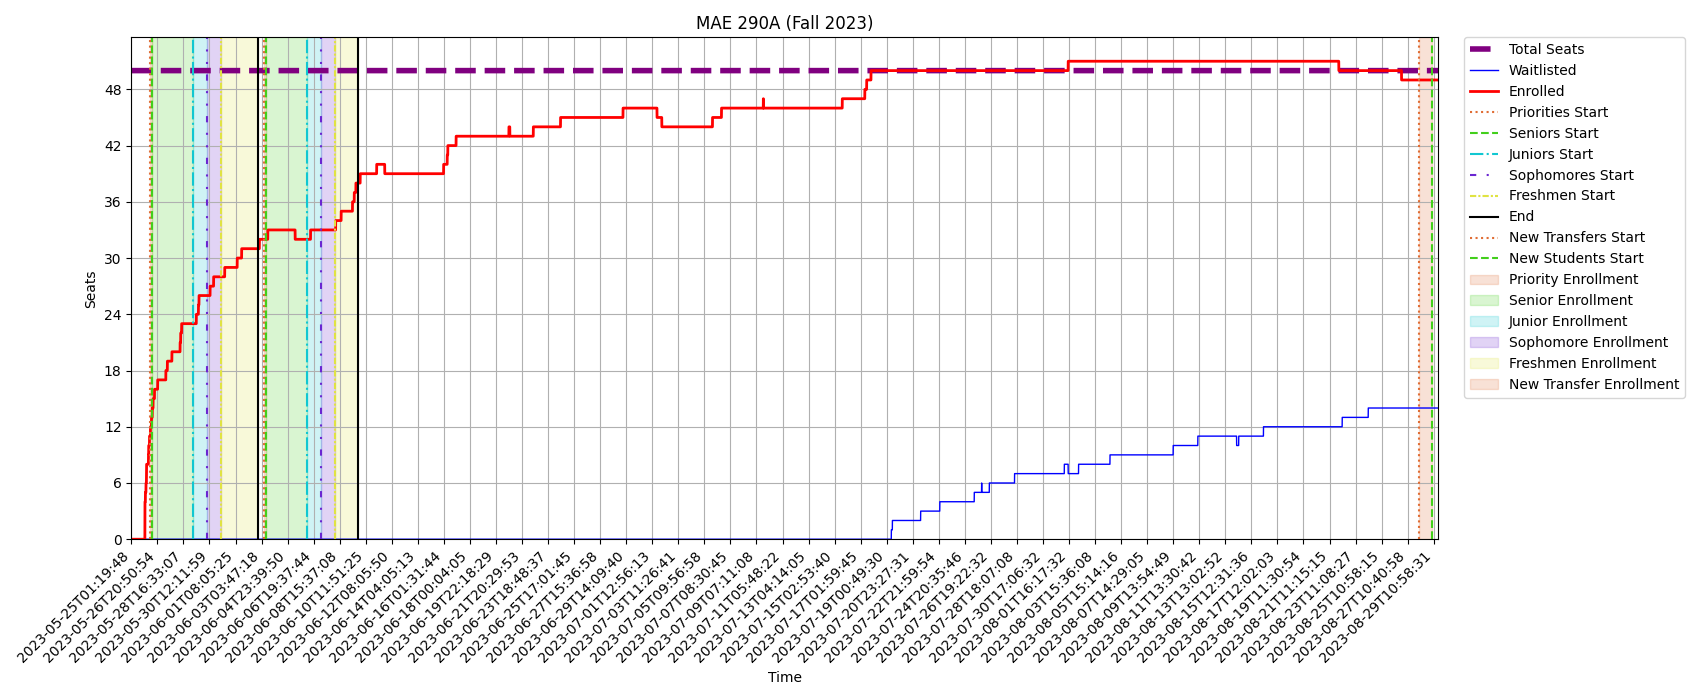 MAE 290A (Fall 2023)
Seats
48
42
36
30
24
18
12
6
0
2023-05-25T01:19:48
2023-05-26T20:50:54
2023-05-28T16:33:07
2023-05-30T12:11:59
2023-06-01T08:05:25
2023-06-03T03:47:18
2023-06-04T23:39:50
2023-06-06T19:37:44
2023-06-08T15:37:08
2023-06-10T11:51:25
2023-06-12T08:05:50
2023-06-14T04:05:13
2023-06-16T01:31:44
2023-06-18T00:04:05
2023-06-19T22:18:29
2023-06-21T20:29:53
2023-06-23T18:48:37
2023-06-25T17:01:45
2023-06-27T15:36:58
2023-06-29T14:09:40
2023-07-01T12:56:13
2023-07-03T11:26:41
2023-07-05T09:56:58
2023-07-07T08:30:45
2023-07-09T07:11:08
2023-07-11T05:48:22
2023-07-13T04:14:05
2023-07-15T02:53:40
2023-07-17T01:59:45
2023-07-19T00:49:30
2023-07-20T23:27:31
2023-07-22T21:59:54
2023-07-24T20:35:46
2023-07-26T19:22:32
2023-07-28T18:07:08
2023-07-30T17:06:32
2023-08-01T16:17:32
2023-08-03T15:36:08
2023-08-05T15:14:16
2023-08-07T14:29:05
2023-08-09T13:54:49
2023-08-11T13:30:42
2023-08-13T13:02:52
2023-08-15T12:31:36
2023-08-17T12:02:03
2023-08-19T11:30:54
2023-08-21T11:15:15
2023-08-23T11:08:27
2023-08-25T10:58:15
2023-08-27T10:40:58
2023-08-29T10:58:31
Time
Total Seats
Waitlisted
Enrolled
Priorities Start
Seniors Start
Juniors Start
Sophomores Start
Freshmen Start
End
New Transfers Start
New Students Start
Priority Enrollment
Senior Enrollment
Junior Enrollment
Sophomore Enrollment
Freshmen Enrollment
New Transfer Enrollment